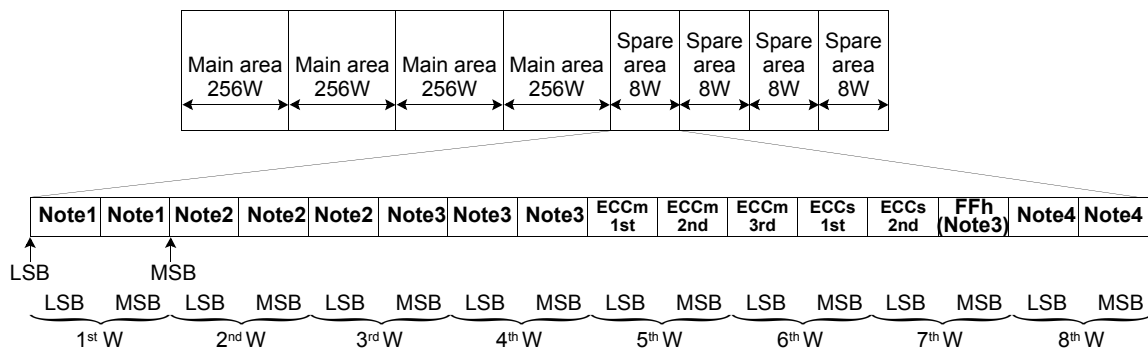 Main area 256W Main area 256W Main area 256W Main area 256W Spare area 8W Spare area 8W Spare area 8W Spare area 8W
Note1 Note1 Note2 Note2 Note2 Note3 Note3 Note3 ECCm 1st ECCm 2nd ECCm 3rd ECCs 1st ECCs 2nd FFh (Note3) Note4 Note4
LSB MSB
LSB MSB LSB MSB LSB MSB LSB MSB LSB MSB LSB MSB LSB MSB LSB MSB
1st W 2nd W 3rd W 4th W 5th W 6th W 7th W 8th W